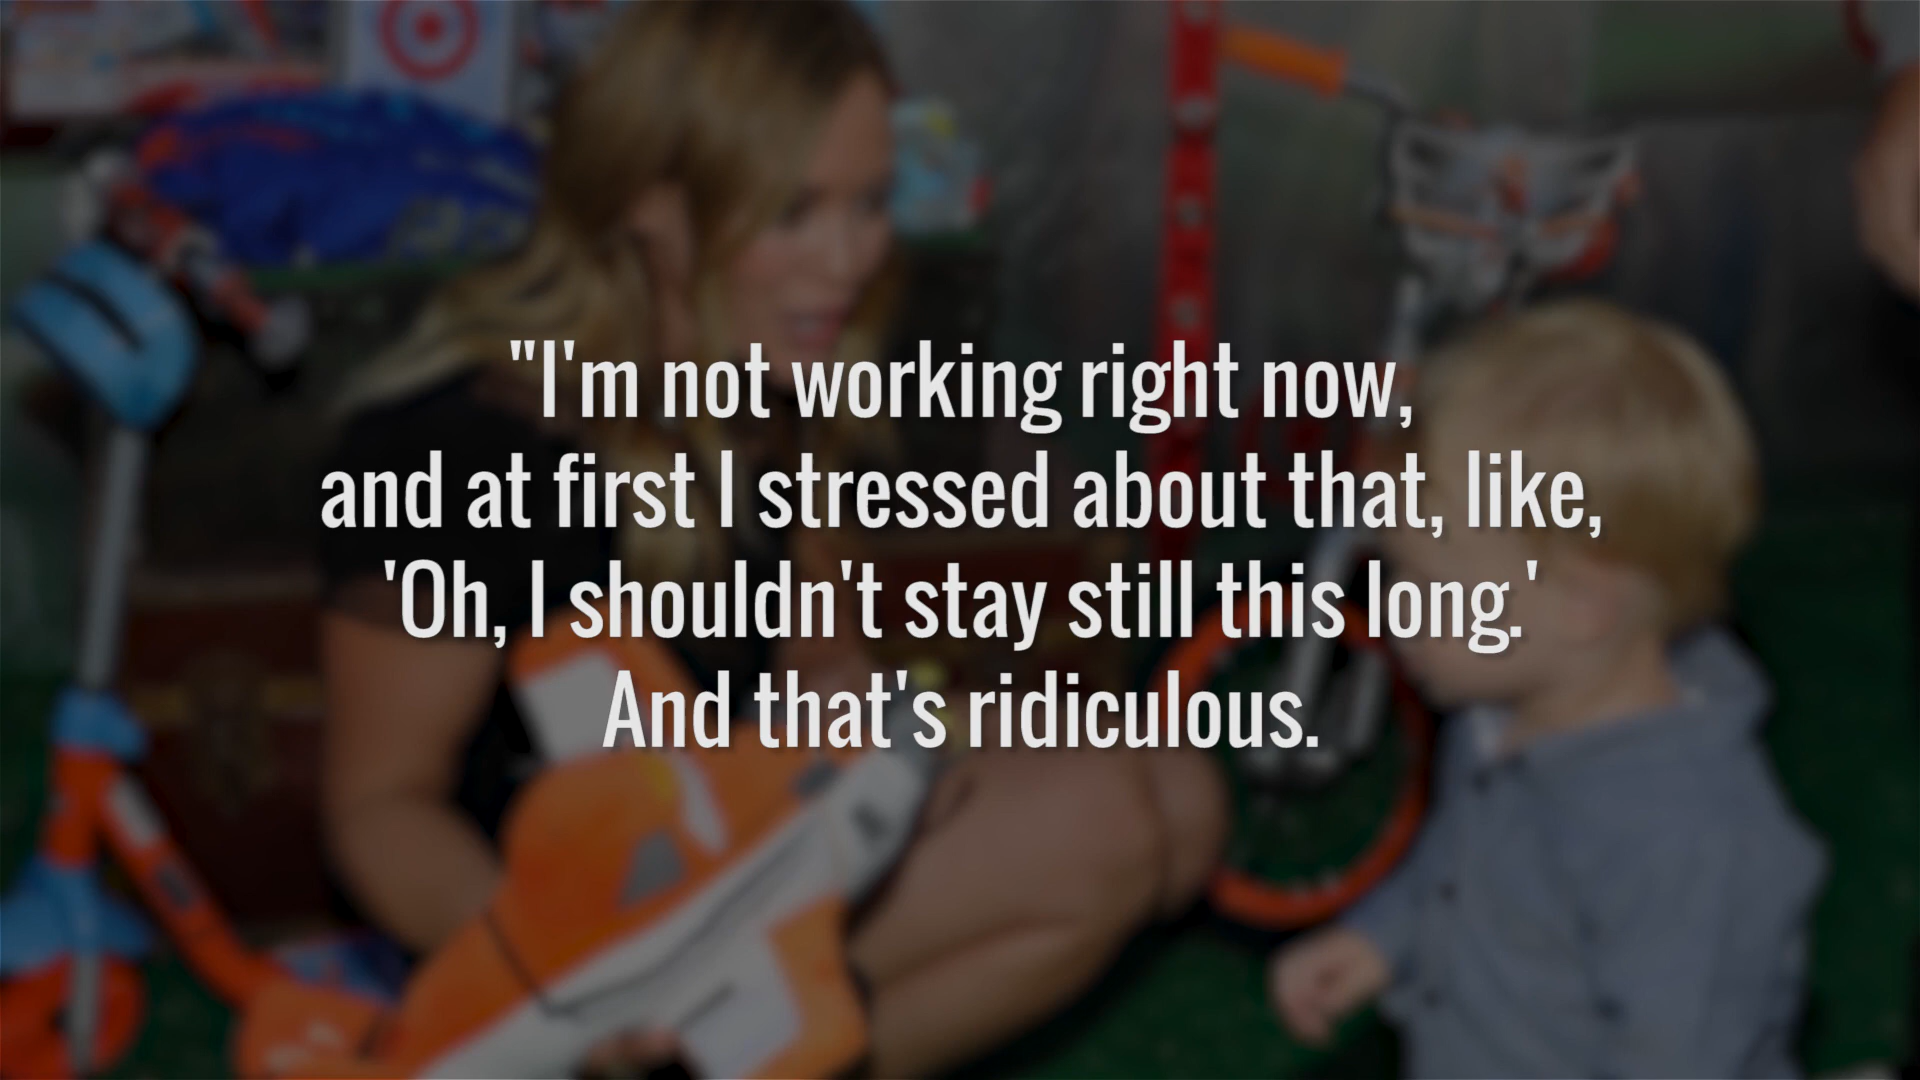 "I'm not working right now,
and at first I stressed about that, like,
'Oh, I shouldn't stay still this long.'
And that's ridiculous.